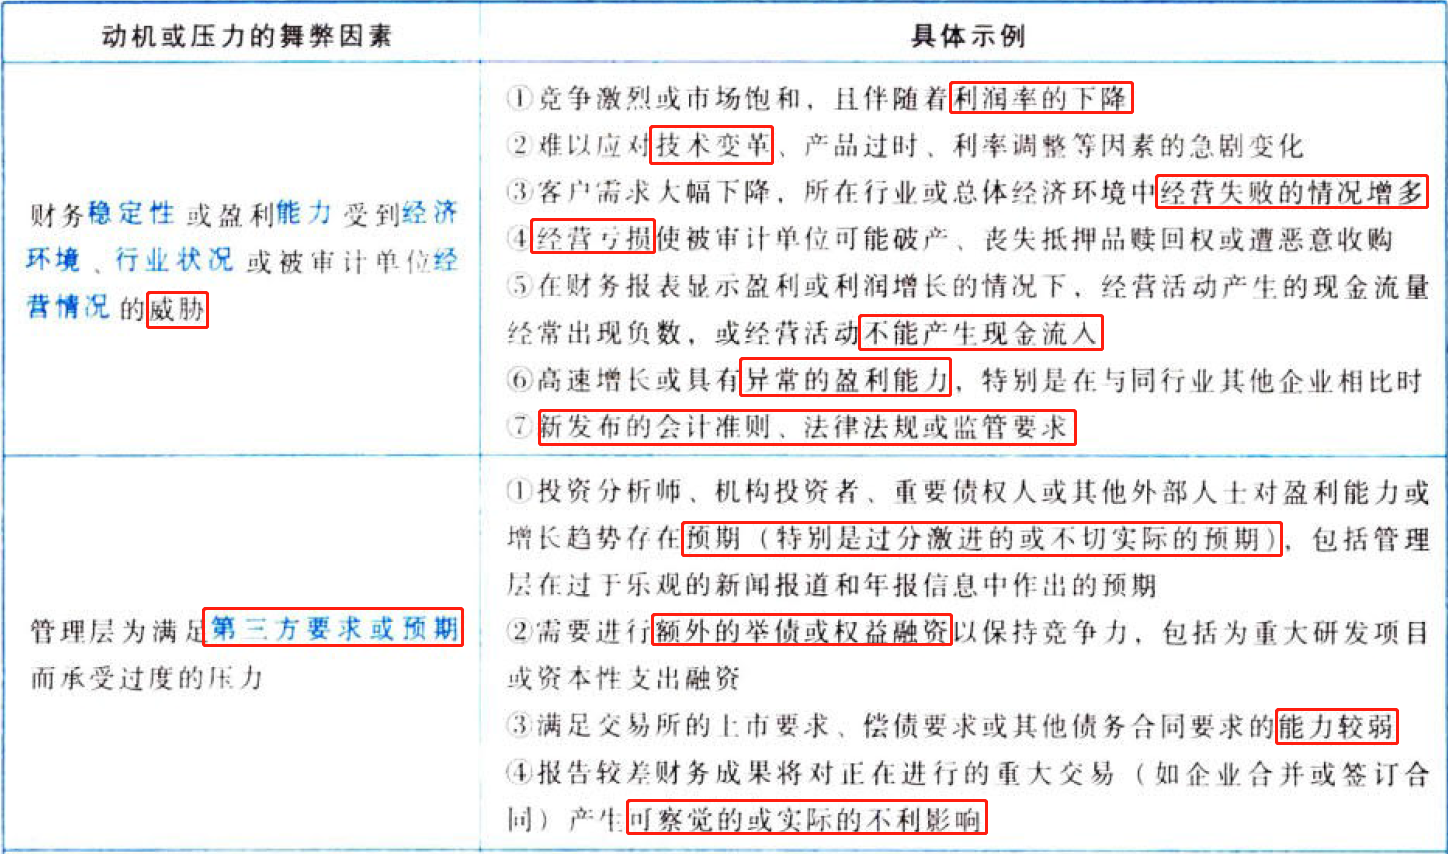 动机或压力的舞弊因素
具体示例
财务稳定性或盈利能力受到经济
环境、行业状况或被审计单位经
营情况的威胁
①竞争激烈或市场饱和，且伴随着利润率的下降
②难以应对技术变革、产品过时、利率调整等因素的急剧变化
③客户需求大幅下降，所在行业或总体经济环境中经营失败的情况增多
④经营亏损使被审计单位可能破产、丧失抵押品赎回权或遭恶意收购
⑤在财务报表显示盈利或利润增长的情况下，经营活动产生的现金流量
经常出现负数，或经营活动不能产生现金流入
⑥高速增长或具有异常的盈利能力，特别是在与同行业其他企业相比时
⑦新发布的会计准则、法律法规或监管要求
管理层为满足第三方要求或预期
而承受过度的压力
①投资分析师、机构投资者、重要债权人或其他外部人士对盈利能力或
增长趋势存在预期（特别是过分激进的或不切实际的预期），包括管理
层在过于乐观的新闻报道和年报信息中作出的预期
②需要进行额外的举债或权益融资以保持竞争力，包括为重大研发项目
或资本性支出融资
③满足交易所的上市要求、偿债要求或其他债务合同要求的能力较弱
④报告较差财务成果将对正在进行的重大交易（如企业合并或签订合
同）产生可察觉的或实际的不利影响